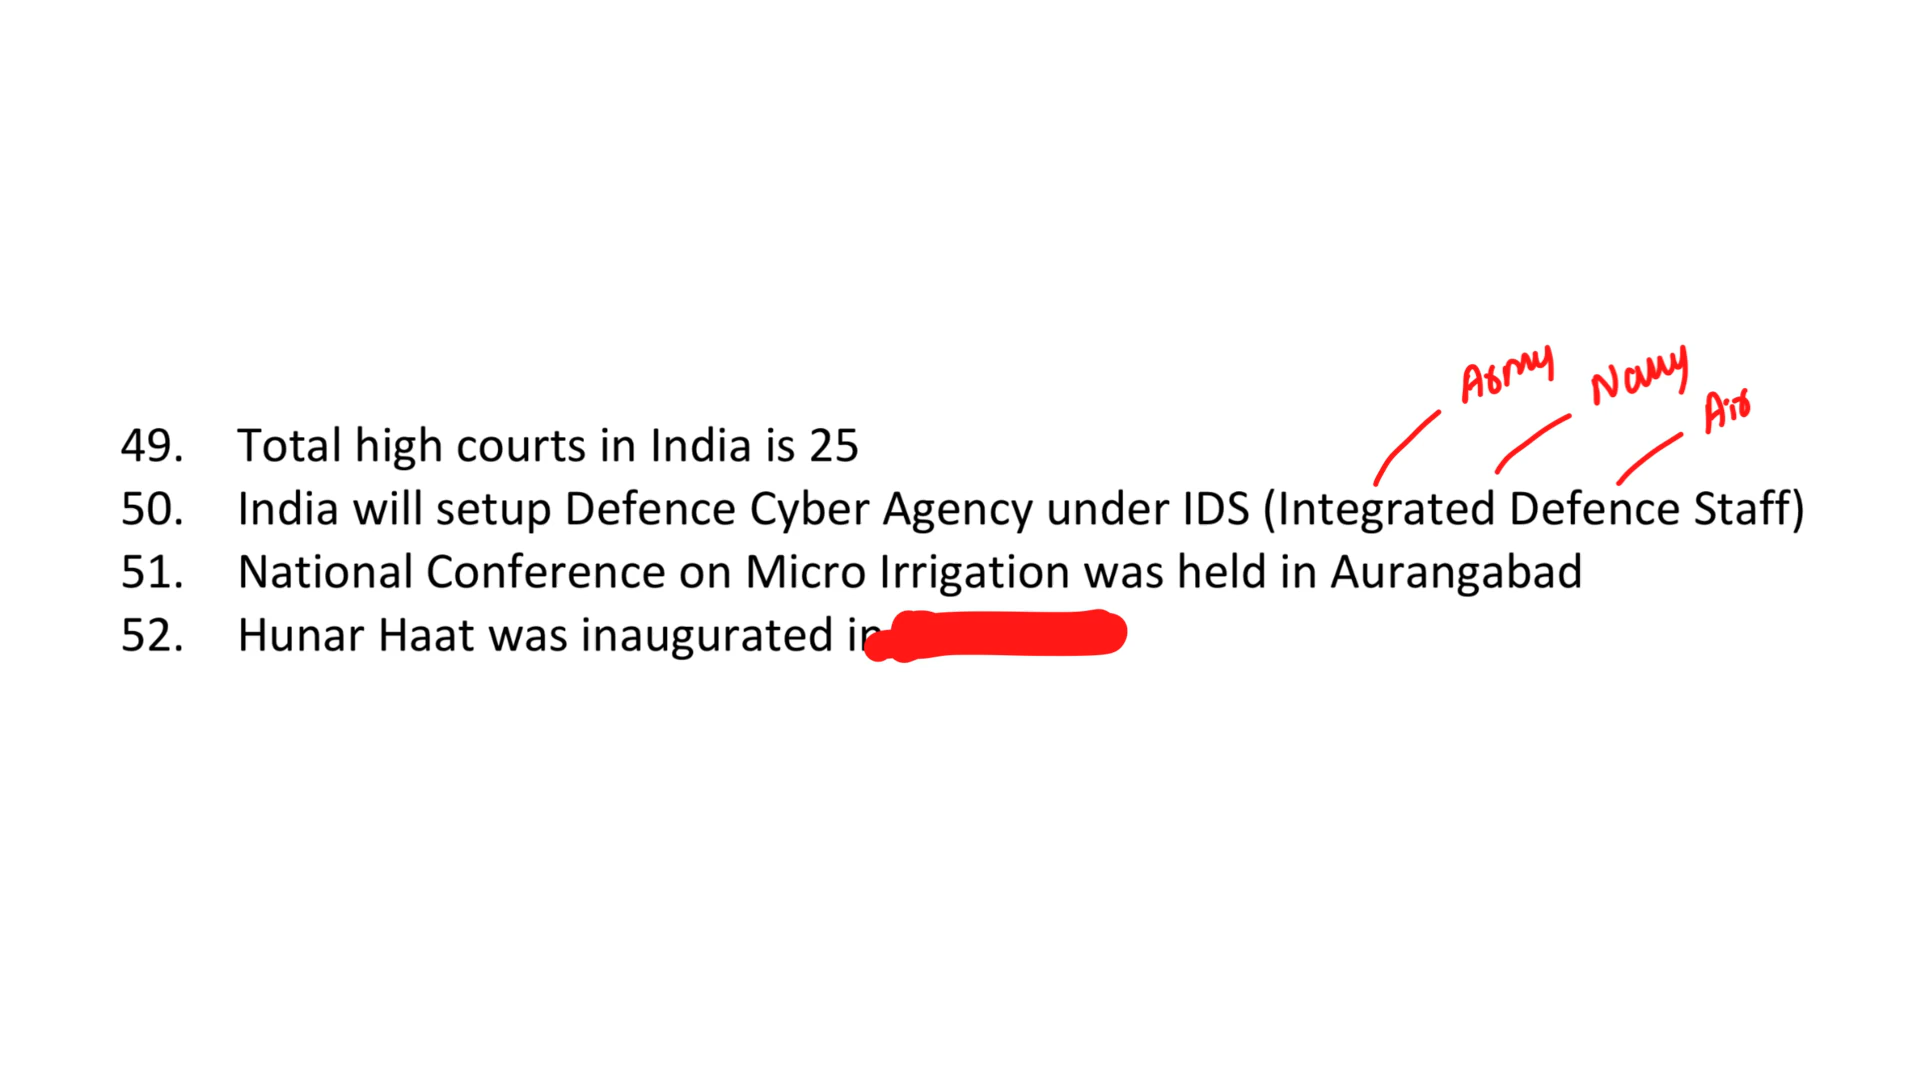 Army Navy Air
49. Total high courts in India is 25
50. India will setup Defence Cyber Agency under IDS (Integrated Defence Staff)
51. National Conference on Micro Irrigation was held in Aurangabad
52. Hunar Haat was inaugurated in